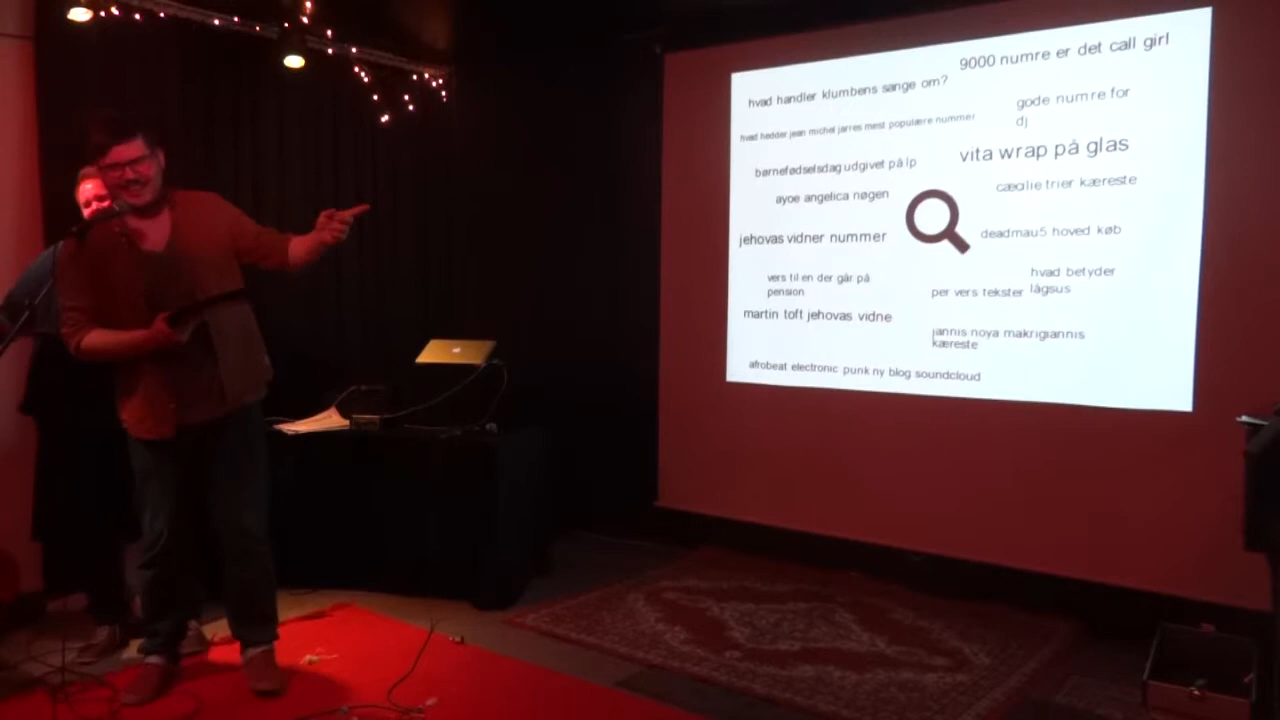 9000 numre er det call girl
hvad handler klumbens sange om?
gode numre for
dj
hvad hedder jean michel jarres mest populære nummer
vita wrap på glas
børnefødselsdag udgivet på lp
cæcilie trier kæreste
ayoe angelica nøgen
jehovas vidner nummer
deadmau5 hoved køb
vers til en der går på
pension
hvad betyder
lågsus
per vers tekster
martin toft jehovas vidne
jannis noya makrigiannis
kæreste
afrobeat electronic punk ny blog soundcloud